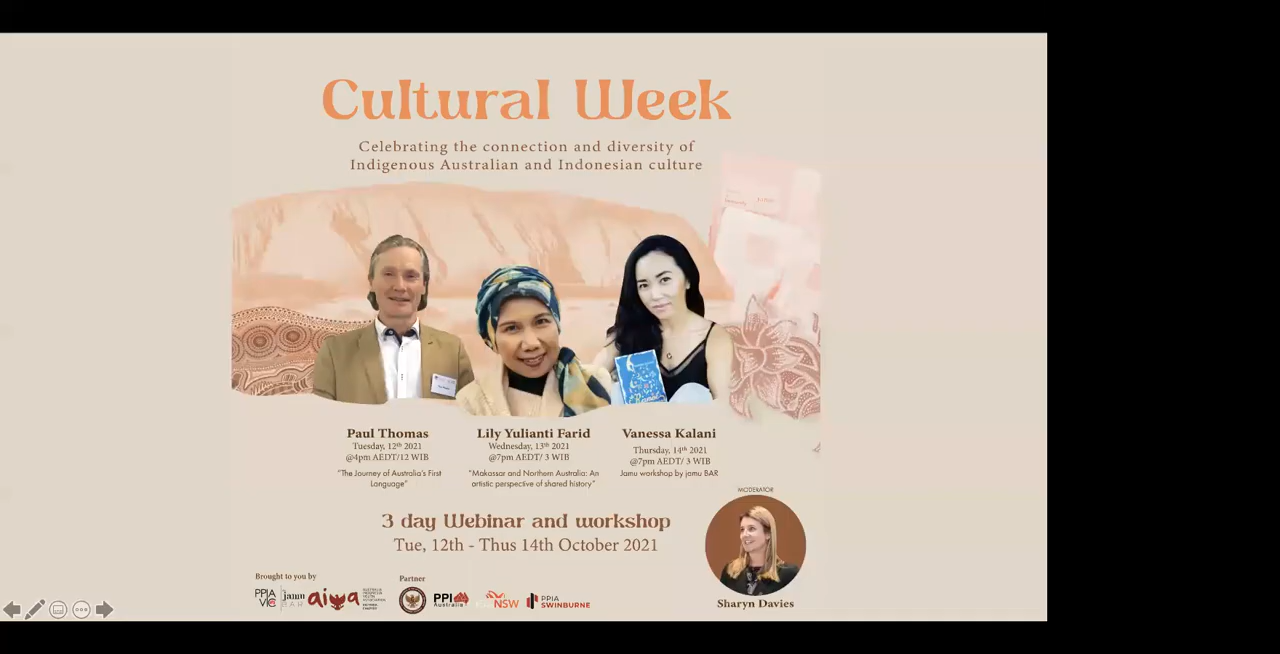 Cultural Week
Celebrating the connection and diversity of
Indigenous Australian and Indonesian culture
Paul Thomas
Tuesday, 12th 2021
@4pm AEDT/12 WIB
"The Journey of Australia's First
Language"
Lily Yulianti Farid
Wednesday, 13th 2021
@7pm AEDT/ 3 WIB
"Makassar and Northern Australia: An
artistic perspective of shared history"
Vanessa Kalani
Thursday, 14th 2021
@7pm AEDT/ 3 WIB
Jamu workshop by jamu BAR
MODERATOR
Sharyn Davies
3 day Webinar and workshop
Tue, 12th - Thus 14th October 2021
Brought to you by
PPIA
VIC
jamu
BAR
aiya
Partner
PPI
Australia
NSW
PPIA
SWINBURNE